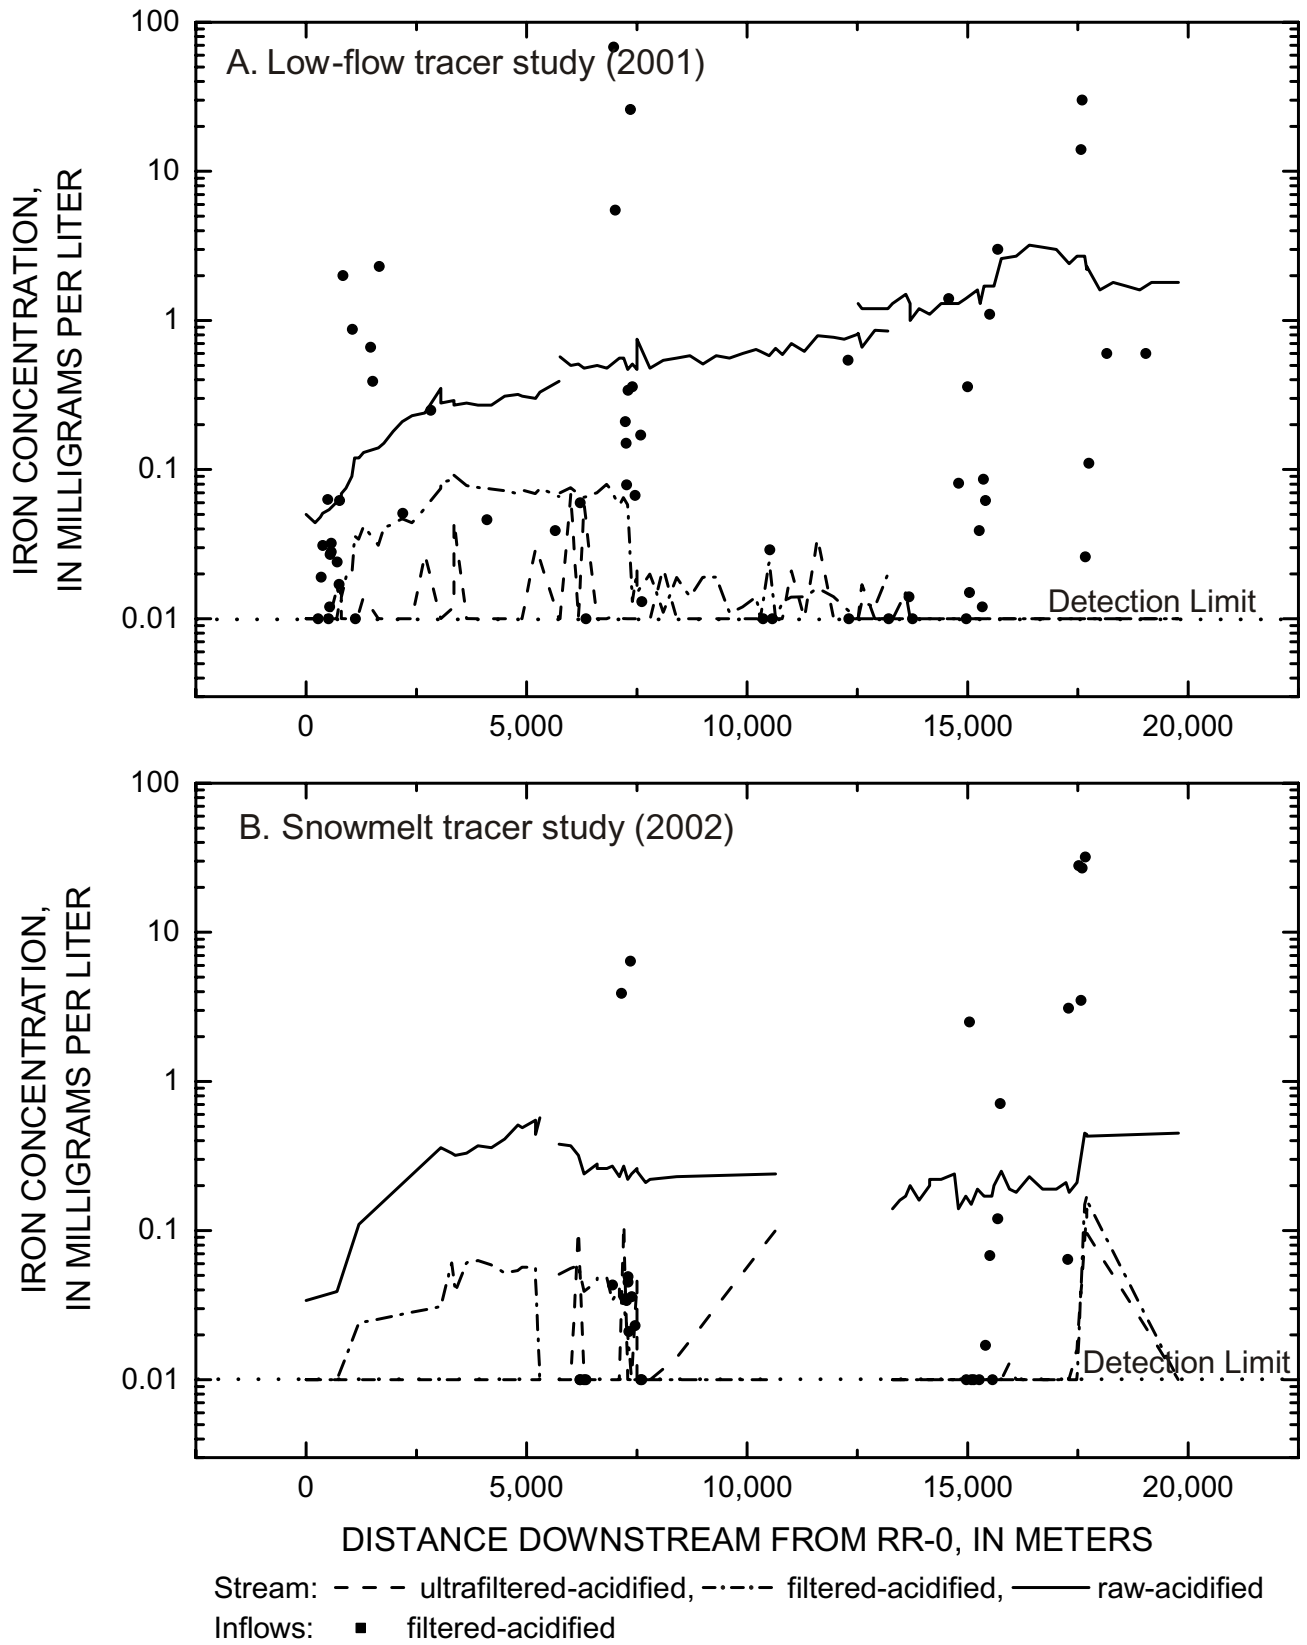 100
A. Low-flow tracer study (2001)
10
1
0.1
0.01
IRON CONCENTRATION,
IN MILLIGRAMS PER LITER
Detection Limit
0 5,000 10,000 15,000 20,000
100
B. Snowmelt tracer study (2002)
10
1
0.1
0.01
IRON CONCENTRATION,
IN MILLIGRAMS PER LITER
Detection Limit
0 5,000 10,000 15,000 20,000
DISTANCE DOWNSTREAM FROM RR-0, IN METERS
Stream: ultrafiltered-acidified, filtered-acidified, raw-acidified
Inflows: filtered-acidified